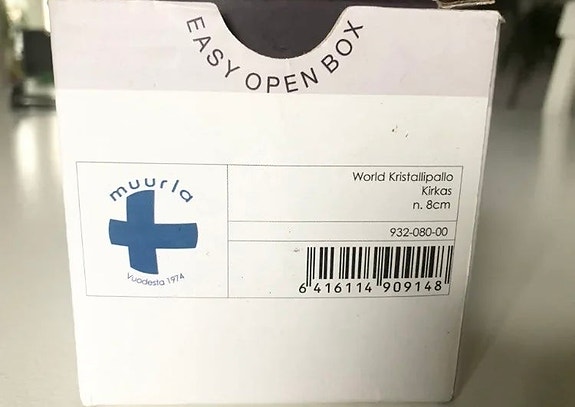 EASY OPEN BOX
muurla
Vuodesta 1974
World Kristallipallo
Kirkas
n. 8cm
932-080-00
6 416114 909148